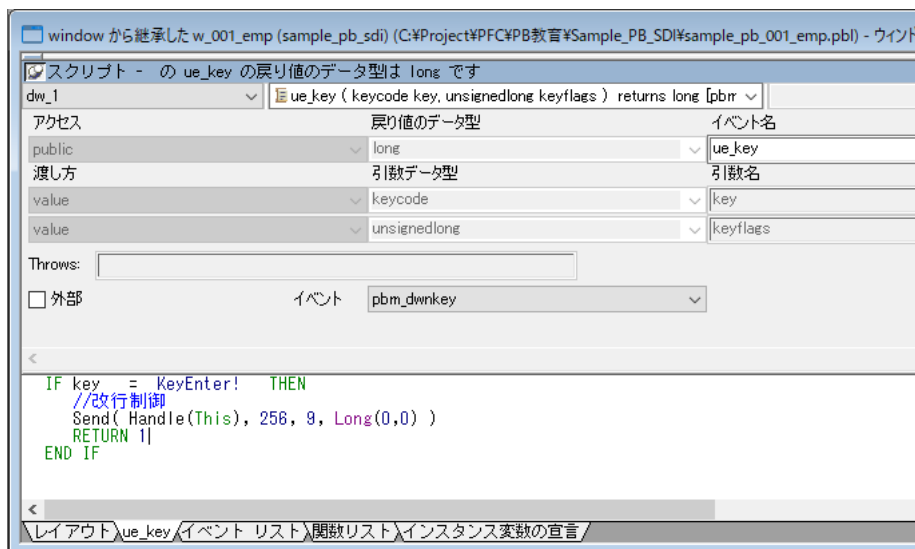 window から継承した w_001_emp (sample_pb_sdi) (C:¥Project¥PFC¥PB教育¥Sample_PB_SDI¥sample_pb_001_emp.pbl) - ウィント
スクリプト - の ue_key の戻り値のデータ型は long です
dw_1 ue_key ( keycode key, unsignedlong keyflags ) returns long [pbm
アクセス 戻り値のデータ型 イベント名
public long ue_key
渡し方 引数データ型 引数名
value keycode key
value unsignedlong keyflags
Throws:
外部 イベント pbm_dwnkey
IF key = KeyEnter! THEN
//改行制御
Send( Handle(This), 256, 9, Long(0,0) )
RETURN 1
END IF
レイアウト ue_key イベント リスト 関数リスト インスタンス変数の宣言